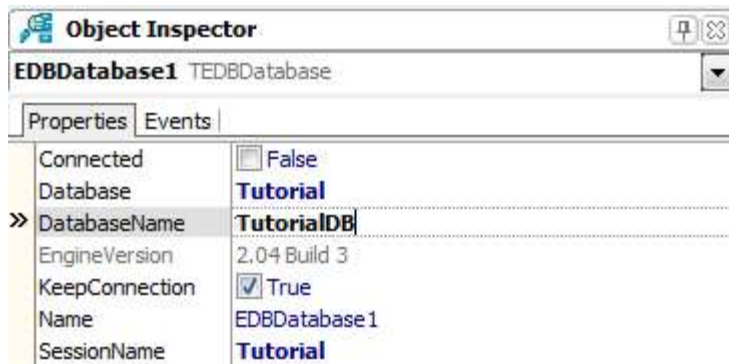 Object Inspector
EDBDatabase1 TEDBDatabase
Properties Events
Connected False
Database Tutorial
» DatabaseName TutorialDB
EngineVersion 2.04 Build 3
KeepConnection True
Name EDBDatabase1
SessionName Tutorial